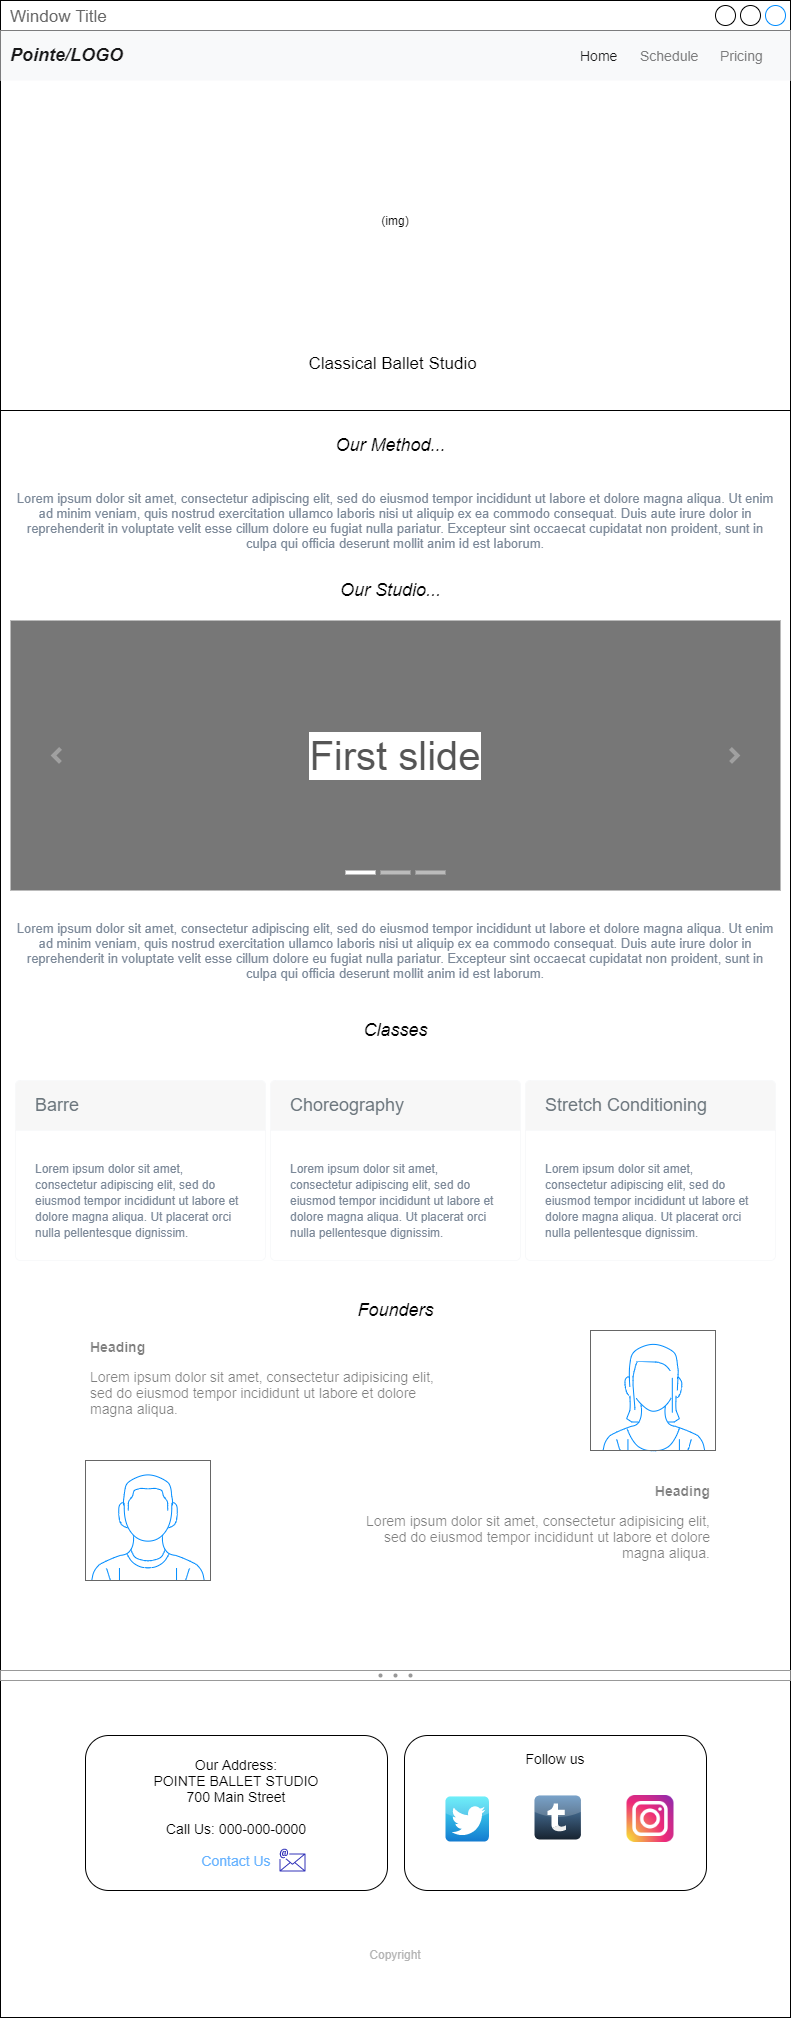 Window Title
Pointe/LOGO
Home Schedule Pricing
(img)
Classical Ballet Studio
Our Method...
Lorem ipsum dolor sit amet, consectetur adipiscing elit, sed do eiusmod tempor incididunt ut labore et dolore magna aliqua. Ut enim
ad minim veniam, quis nostrud exercitation ullamco laboris nisi ut aliquip ex ea commodo consequat. Duis aute irure dolor in
reprehenderit in voluptate velit esse cillum dolore eu fugiat nulla pariatur. Excepteur sint occaecat cupidatat non proident, sunt in
culpa qui officia deserunt mollit anim id est laborum.
Our Studio...
First slide
Lorem ipsum dolor sit amet, consectetur adipiscing elit, sed do eiusmod tempor incididunt ut labore et dolore magna aliqua. Ut enim
ad minim veniam, quis nostrud exercitation ullamco laboris nisi ut aliquip ex ea commodo consequat. Duis aute irure dolor in
reprehenderit in voluptate velit esse cillum dolore eu fugiat nulla pariatur. Excepteur sint occaecat cupidatat non proident, sunt in
culpa qui officia deserunt mollit anim id est laborum.
Classes
Barre
Lorem ipsum dolor sit amet,
consectetur adipiscing elit, sed do
eiusmod tempor incididunt ut labore et
dolore magna aliqua. Ut placerat orci
nulla pellentesque dignissim.
Choreography
Lorem ipsum dolor sit amet,
consectetur adipiscing elit, sed do
eiusmod tempor incididunt ut labore et
dolore magna aliqua. Ut placerat orci
nulla pellentesque dignissim.
Stretch Conditioning
Lorem ipsum dolor sit amet,
consectetur adipiscing elit, sed do
eiusmod tempor incididunt ut labore et
dolore magna aliqua. Ut placerat orci
nulla pellentesque dignissim.
Founders
Heading
Lorem ipsum dolor sit amet, consectetur adipisicing elit,
sed do eiusmod tempor incididunt ut labore et dolore
magna aliqua.
Heading
Lorem ipsum dolor sit amet, consectetur adipisicing elit,
sed do eiusmod tempor incididunt ut labore et dolore
magna aliqua.
Our Address:
POINTE BALLET STUDIO
700 Main Street
Call Us: 000-000-0000
Contact Us @
Follow us
t
Copyright